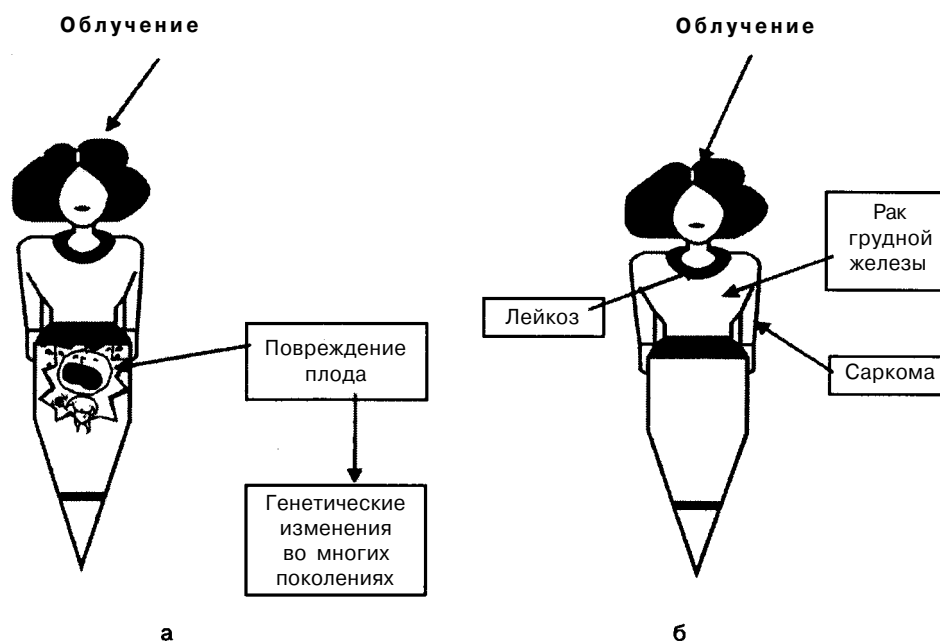 Облучение
Повреждение
плода
Генетические
изменения
во многих
поколениях
а
Облучение
Рак
грудной
железы
Лейкоз
Саркома
б